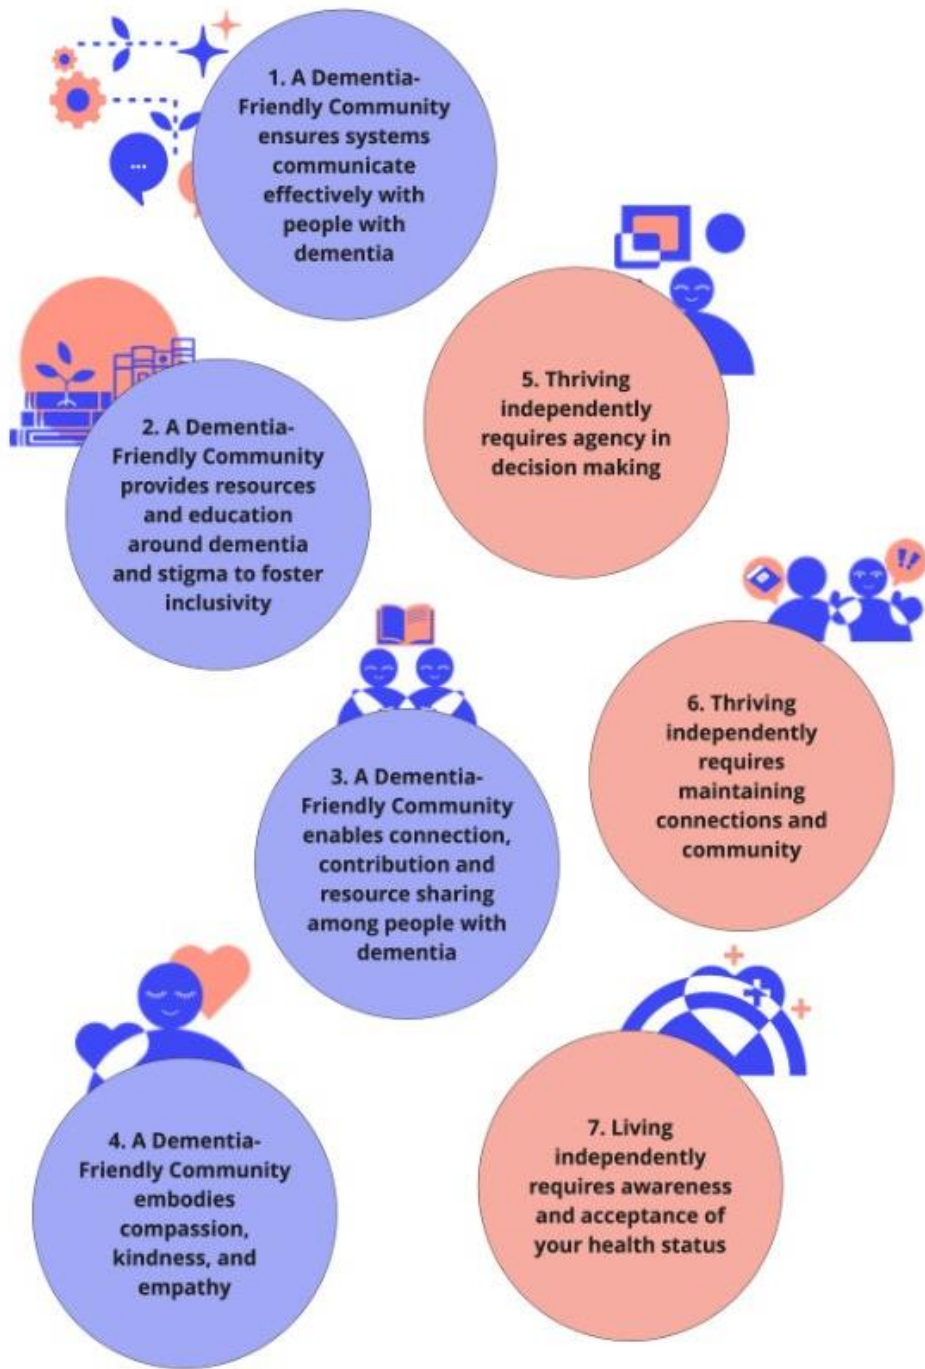 1. A Dementia-
Friendly Community
ensures systems
communicate
effectively with
people with
dementia
2. A Dementia-
Friendly Community
provides resources
and education
around dementia
and stigma to foster
inclusivity
3. A Dementia-
Friendly Community
enables connection,
contribution and
resource sharing
among people with
dementia
4. A Dementia-
Friendly Community
embodies
compassion,
kindness, and
empathy
5. Thriving
independently
requires agency in
decision making
6. Thriving
independently
requires
maintaining
connections and
community
7. Living
independently
requires awareness
and acceptance of
your health status